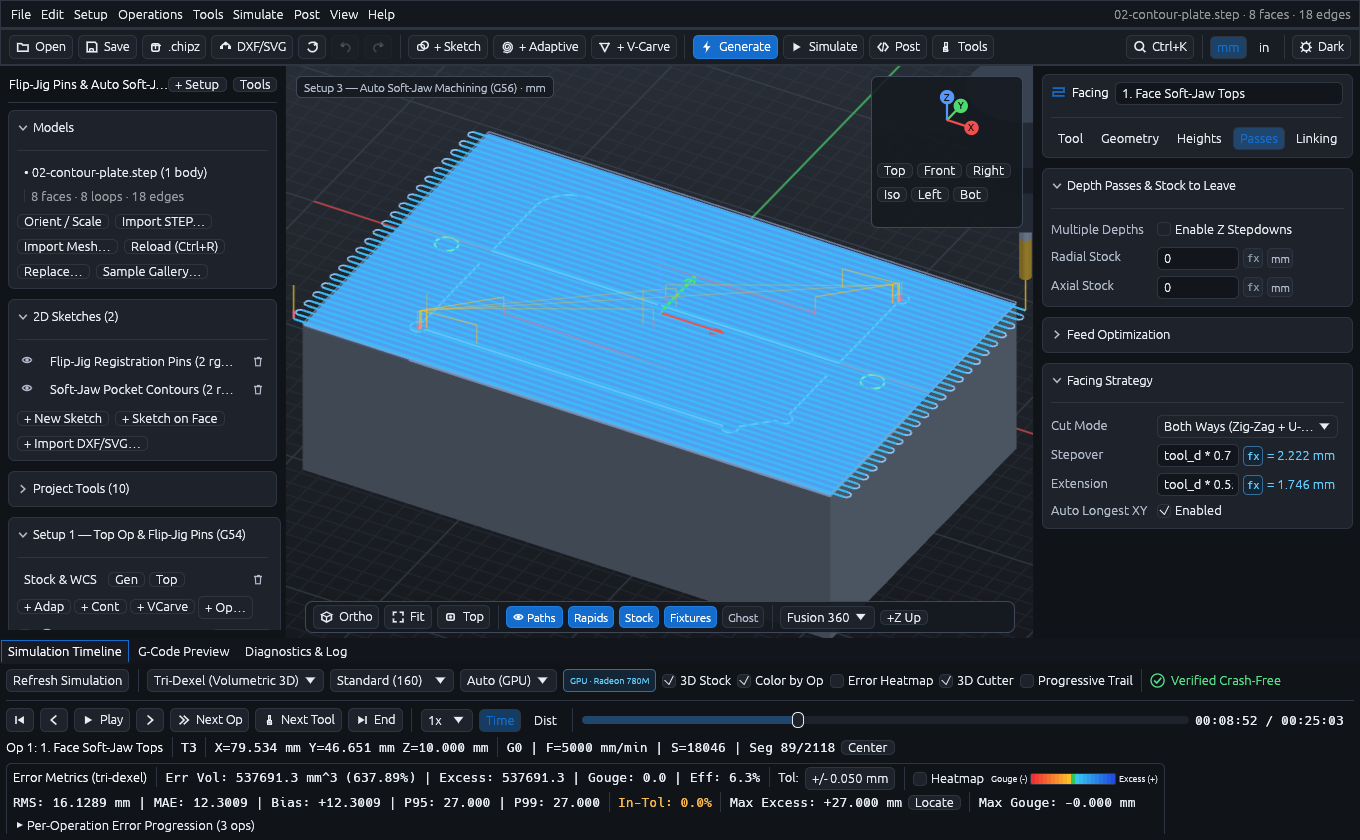 File Edit Setup Operations Tools Simulate Post View Help
02-contour-plate.step · 8 faces · 18 edges
Open Save .chipz DXF/SVG + Sketch + Adaptive + V-Carve Generate Simulate Post Tools Ctrl+K mm in Dark
Flip-Jig Pins & Auto Soft-J... + Setup Tools
Models
• 02-contour-plate.step (1 body)
8 faces · 8 loops · 18 edges
Orient / Scale Import STEP...
Import Mesh... Reload (Ctrl+R)
Replace... Sample Gallery...
2D Sketches (2)
Flip-Jig Registration Pins (2 rg...
Soft-Jaw Pocket Contours (2 r...
+ New Sketch + Sketch on Face
+ Import DXF/SVG...
Project Tools (10)
Setup 1 — Top Op & Flip-Jig Pins (G54)
Stock & WCS Gen Top
+ Adap + Cont + VCarve + Op...
Setup 3 — Auto Soft-Jaw Machining (G56) · mm
Z Y X
Top Front Right
Iso Left Bot
Ortho Fit Top Paths Rapids Stock Fixtures Ghost Fusion 360 +Z Up
Facing 1. Face Soft-Jaw Tops
Tool Geometry Heights Passes Linking
Depth Passes & Stock to Leave
Multiple Depths Enable Z Stepdowns
Radial Stock 0 fx mm
Axial Stock 0 fx mm
Feed Optimization
Facing Strategy
Cut Mode Both Ways (Zig-Zag + U-...
Stepover tool_d * 0.7 fx = 2.222 mm
Extension tool_d * 0.5. fx = 1.746 mm
Auto Longest XY Enabled
Simulation Timeline G-Code Preview Diagnostics & Log
Refresh Simulation Tri-Dexel (Volumetric 3D) Standard (160) Auto (GPU) GPU · Radeon 780M 3D Stock Color by Op Error Heatmap 3D Cutter Progressive Trail Verified Crash-Free
Play Next Op Next Tool End 1x Time Dist 00:08:52 / 00:25:03
Op 1: 1. Face Soft-Jaw Tops T3 X=79.534 mm Y=46.651 mm Z=10.000 mm G0 | F=5000 mm/min | S=18046 | Seg 89/2118 Center
Error Metrics (tri-dexel) Err Vol: 537691.3 mm^3 (637.89%) | Excess: 537691.3 | Gouge: 0.0 | Eff: 6.3% Tol: +/-0.050 mm Heatmap Gouge (-) Excess (+)
RMS: 16.1289 mm | MAE: 12.3009 | Bias: +12.3009 | P95: 27.000 | P99: 27.000 In-Tol: 0.0% Max Excess: +27.000 mm Locate Max Gouge: -0.000 mm
Per-Operation Error Progression (3 ops)